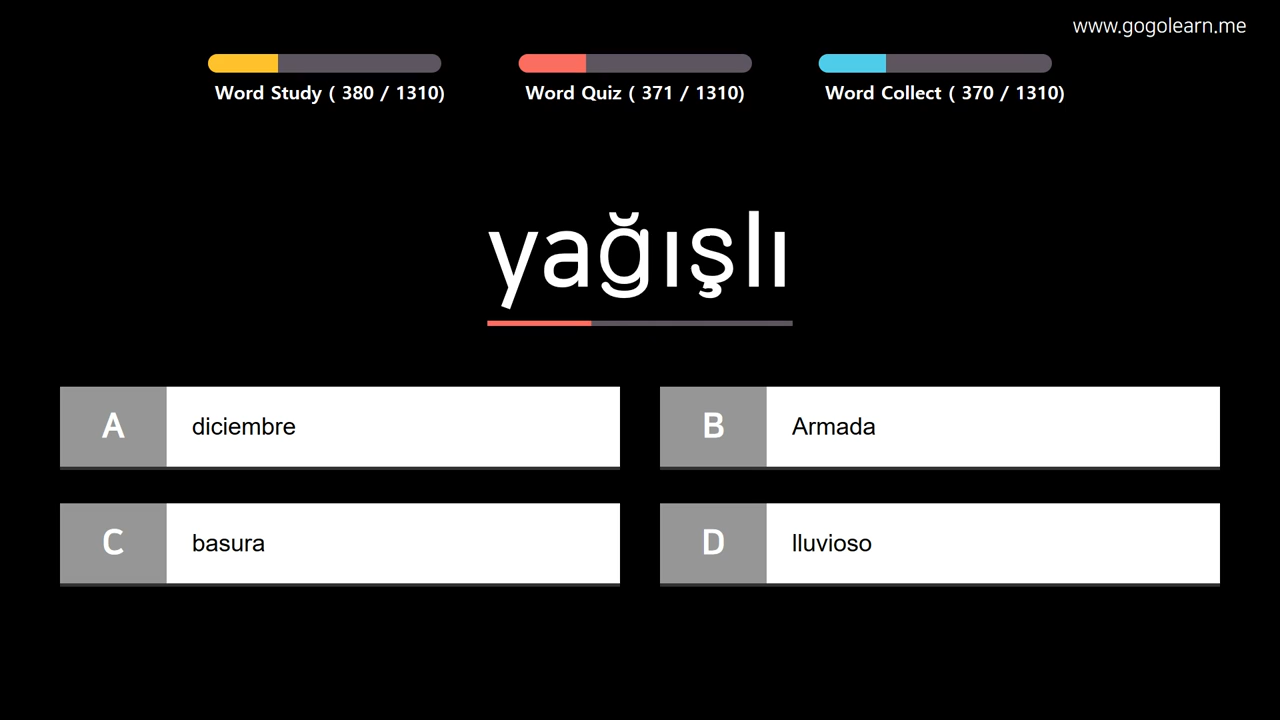 www.gogolearn.me
Word Study ( 380 / 1310)
Word Quiz ( 371 / 1310)
Word Collect ( 370 / 1310)
yağışlı
A diciembre
B Armada
C basura
D lluvioso